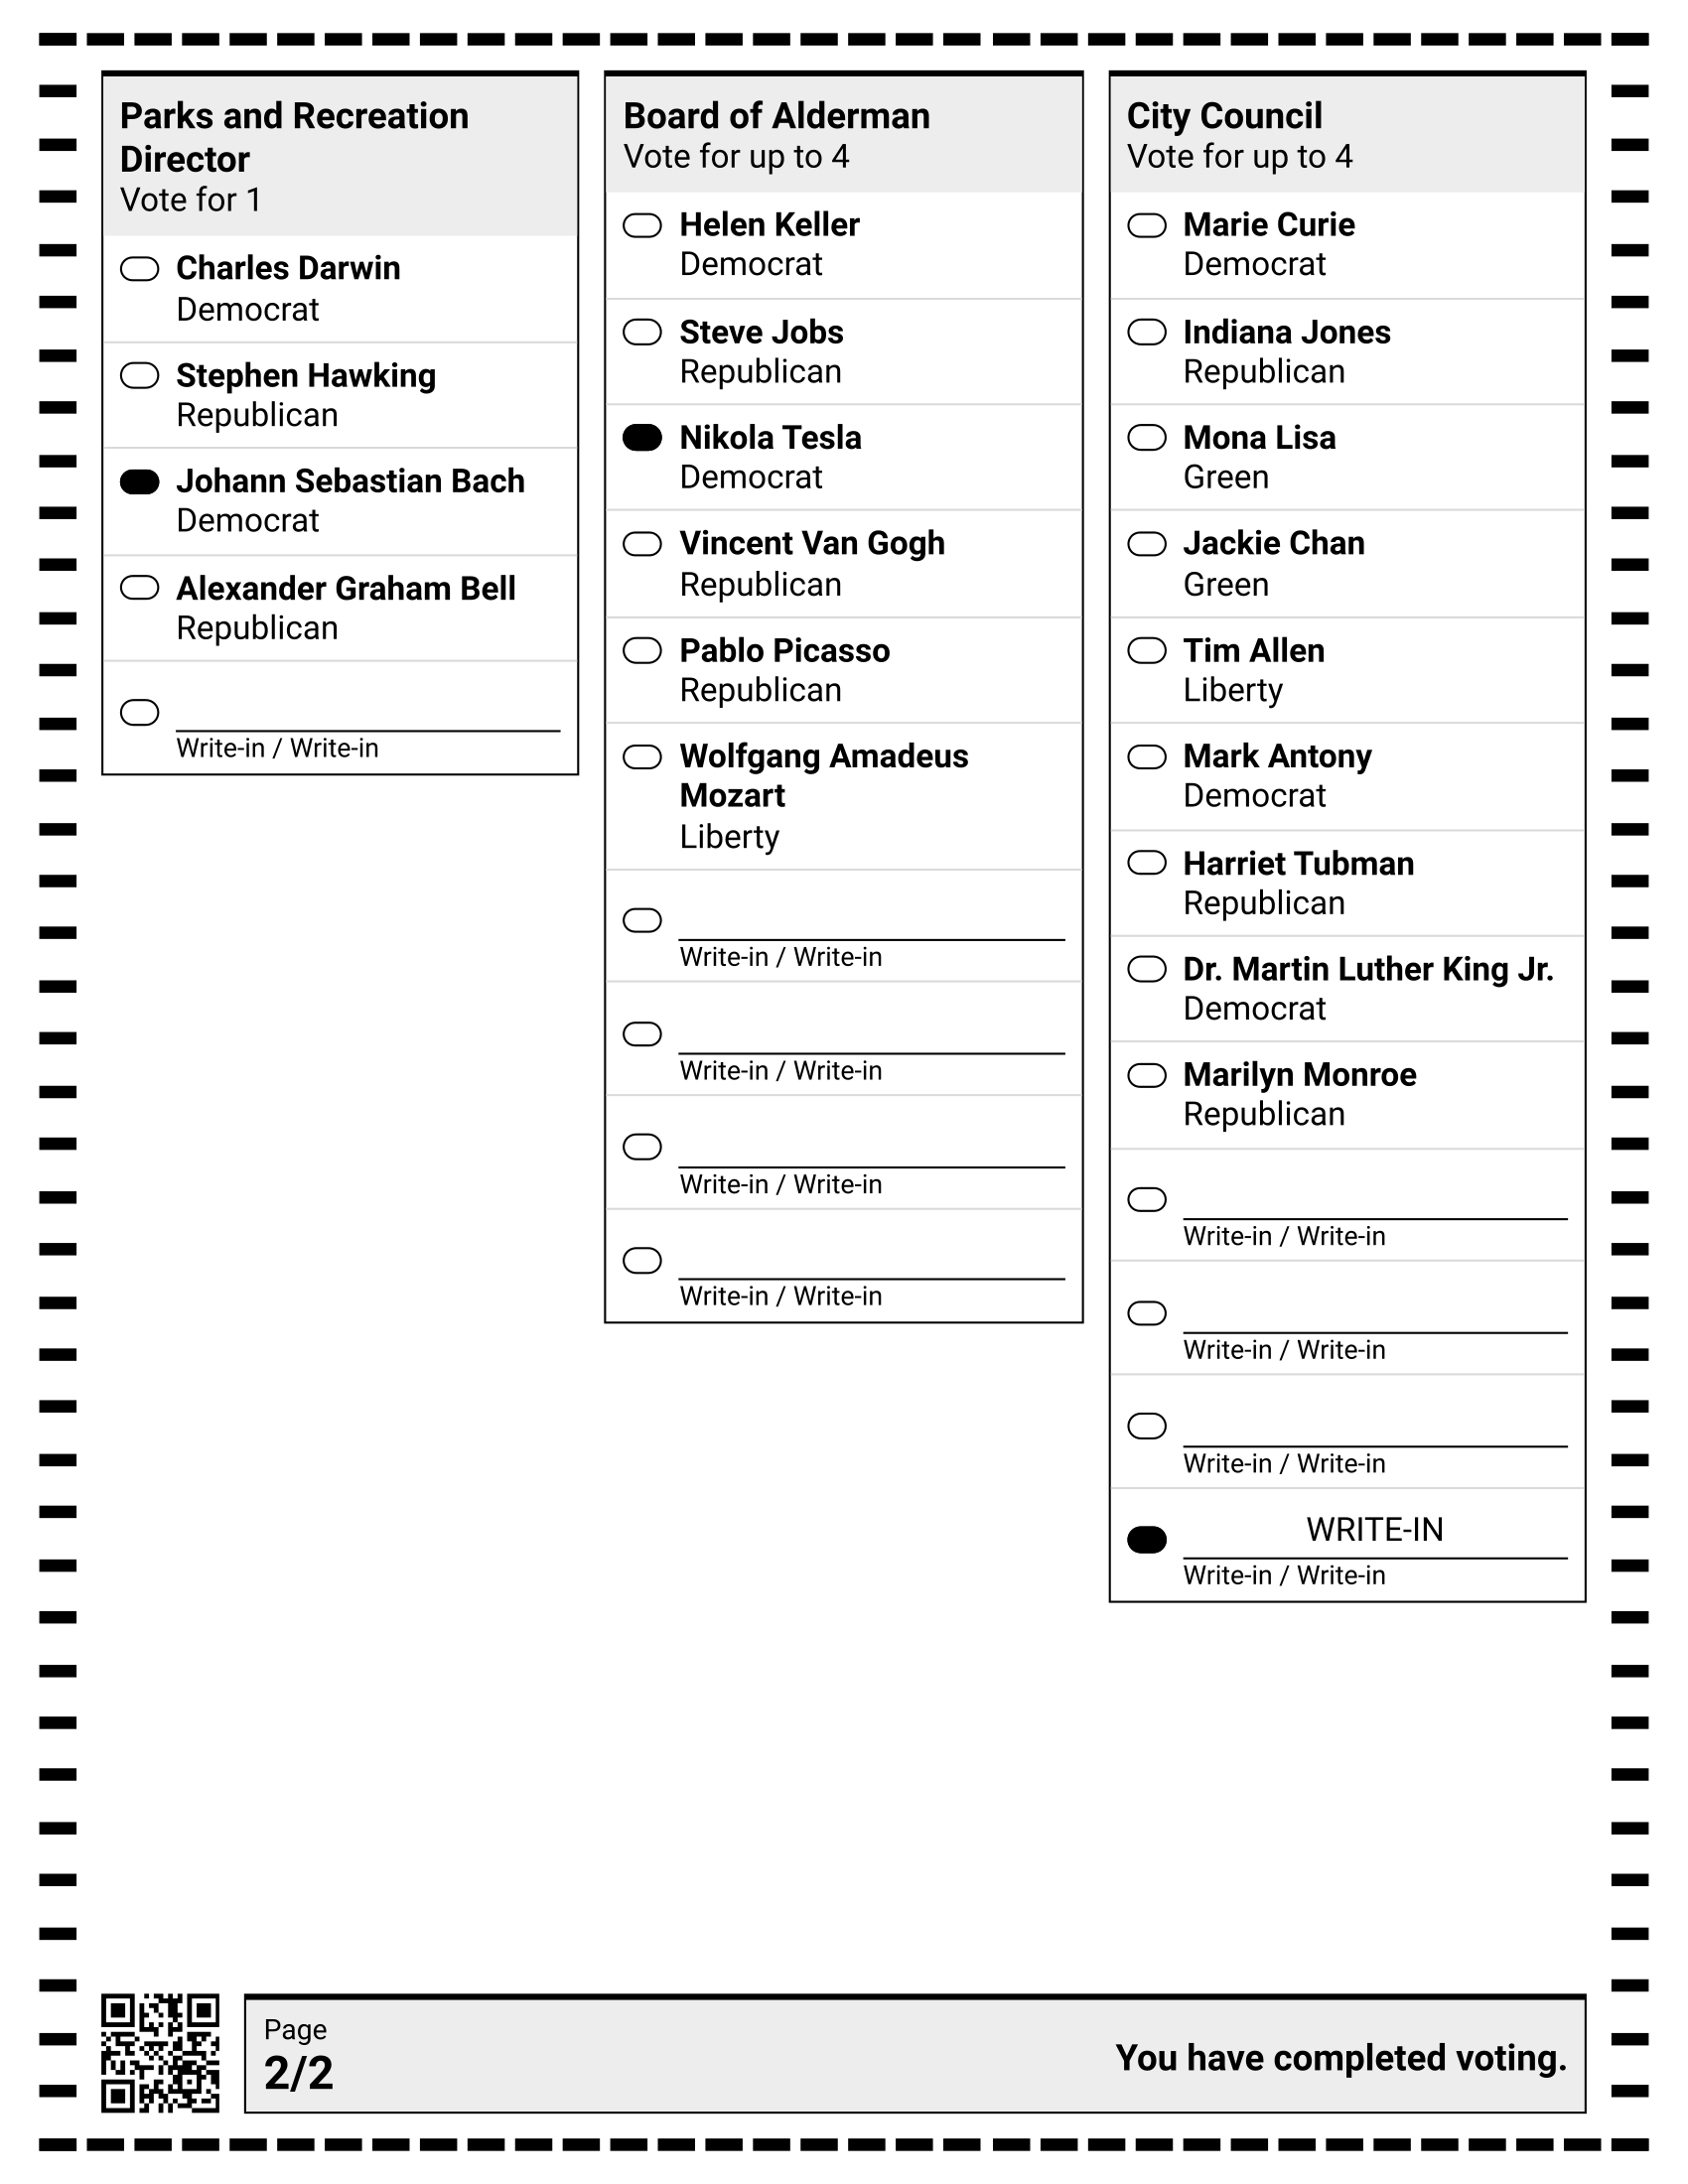 Parks and Recreation
Director
Vote for 1
Charles Darwin
Democrat
Stephen Hawking
Republican
Johann Sebastian Bach
Democrat
Alexander Graham Bell
Republican
Write-in / Write-in
Board of Alderman
Vote for up to 4
Helen Keller
Democrat
Steve Jobs
Republican
Nikola Tesla
Democrat
Vincent Van Gogh
Republican
Pablo Picasso
Republican
Wolfgang Amadeus
Mozart
Liberty
Write-in / Write-in
Write-in / Write-in
Write-in / Write-in
Write-in / Write-in
City Council
Vote for up to 4
Marie Curie
Democrat
Indiana Jones
Republican
Mona Lisa
Green
Jackie Chan
Green
Tim Allen
Liberty
Mark Antony
Democrat
Harriet Tubman
Republican
Dr. Martin Luther King Jr.
Democrat
Marilyn Monroe
Republican
Write-in / Write-in
Write-in / Write-in
Write-in / Write-in
WRITE-IN
Write-in / Write-in
Page
2/2
You have completed voting.